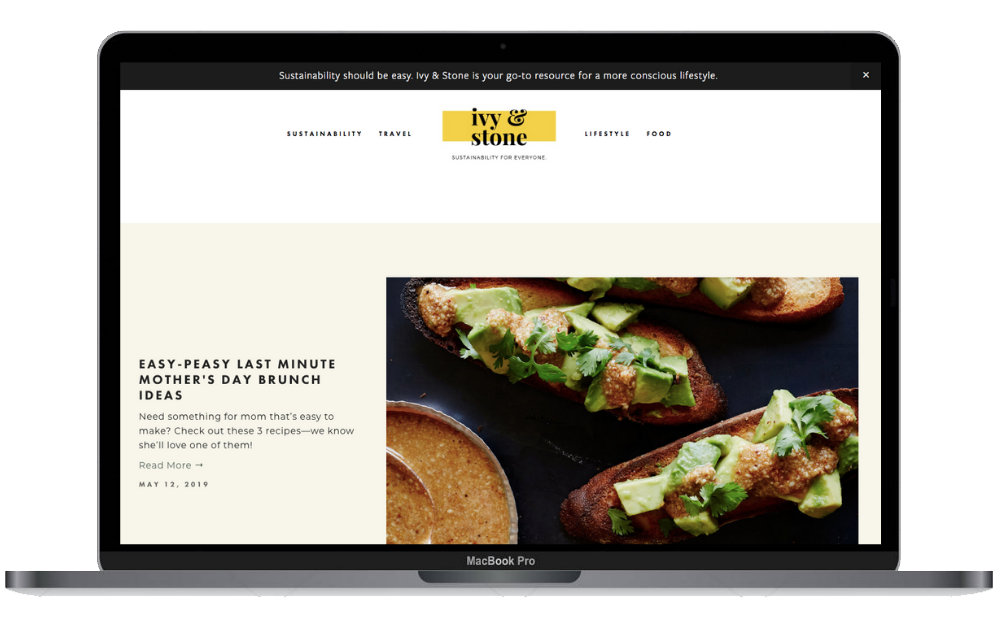 Sustainability should be easy. Ivy & Stone is your go-to resource for a more conscious lifestyle. ×
SUSTAINABILITY TRAVEL
ivy &
stone
SUSTAINABILITY FOR EVERYONE.
LIFESTYLE FOOD
EASY-PEASY LAST MINUTE
MOTHER'S DAY BRUNCH
IDEAS
Need something for mom that's easy to
make? Check out these 3 recipes—we know
she'll love one of them!
Read More →
MAY 12, 2019
MacBook Pro